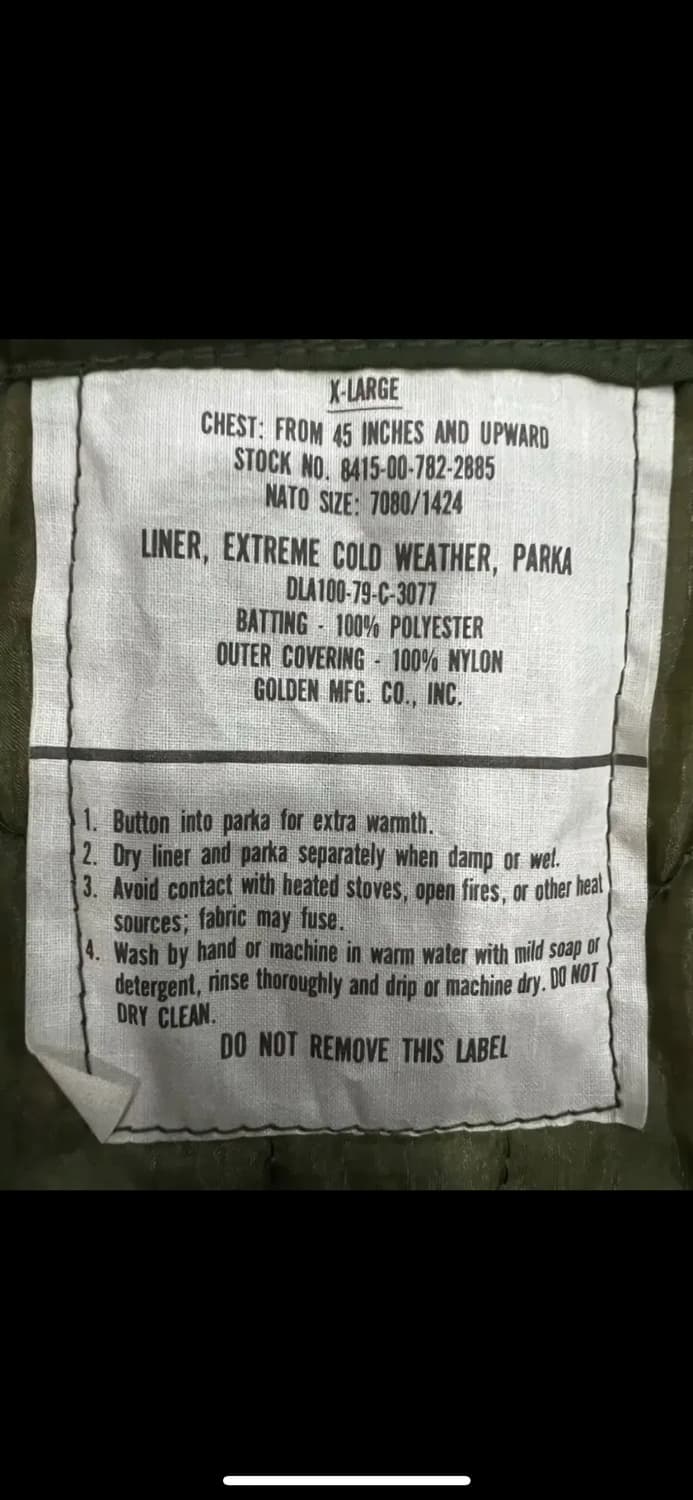 X-LARGE
CHEST: FROM 45 INCHES AND UPWARD
STOCK NO. 8415-00-782-2885
NATO SIZE: 7080/1424
LINER, EXTREME COLD WEATHER, PARKA
DLA100-79-C-3077
BATTING - 100% POLYESTER
OUTER COVERING - 100% NYLON
GOLDEN MFG. CO., INC.
1. Button into parka for extra warmth.
2. Dry liner and parka separately when damp or wet.
3. Avoid contact with heated stoves, open fires, or other heat
sources; fabric may fuse.
4. Wash by hand or machine in warm water with mild soap or
detergent, rinse thoroughly and drip or machine dry. DO NOT
DRY CLEAN.
DO NOT REMOVE THIS LABEL